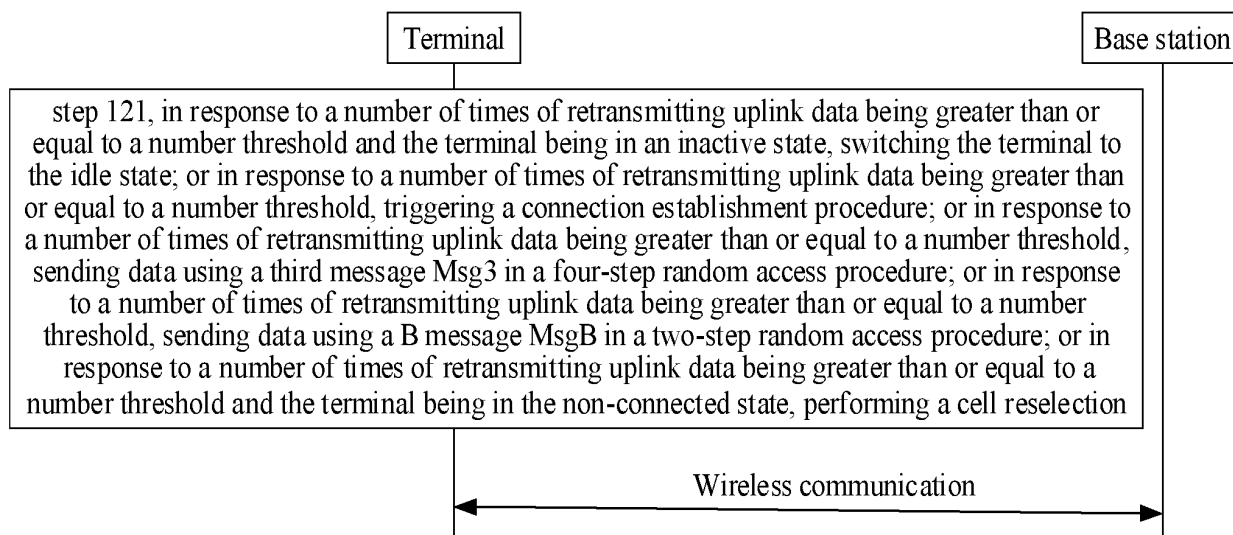 Terminal
Base station
step 121, in response to a number of times of retransmitting uplink data being greater than or
equal to a number threshold and the terminal being in an inactive state, switching the terminal to
the idle state; or in response to a number of times of retransmitting uplink data being greater than
or equal to a number threshold, triggering a connection establishment procedure; or in response to
a number of times of retransmitting uplink data being greater than or equal to a number threshold,
sending data using a third message Msg3 in a four-step random access procedure; or in response
to a number of times of retransmitting uplink data being greater than or equal to a number
threshold, sending data using a B message MsgB in a two-step random access procedure; or in
response to a number of times of retransmitting uplink data being greater than or equal to a
number threshold and the terminal being in the non-connected state, performing a cell reselection
Wireless communication